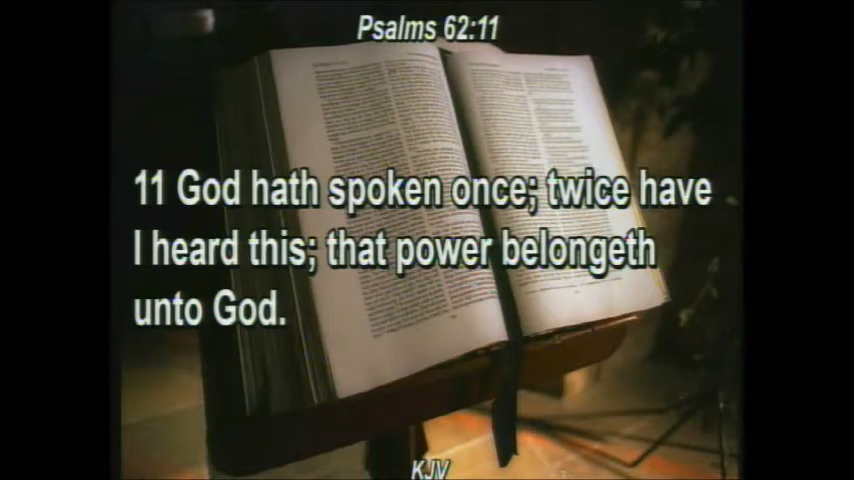 Psalms 62:11
11 God hath spoken once; twice have
I heard this; that power belongeth
unto God.
KJV